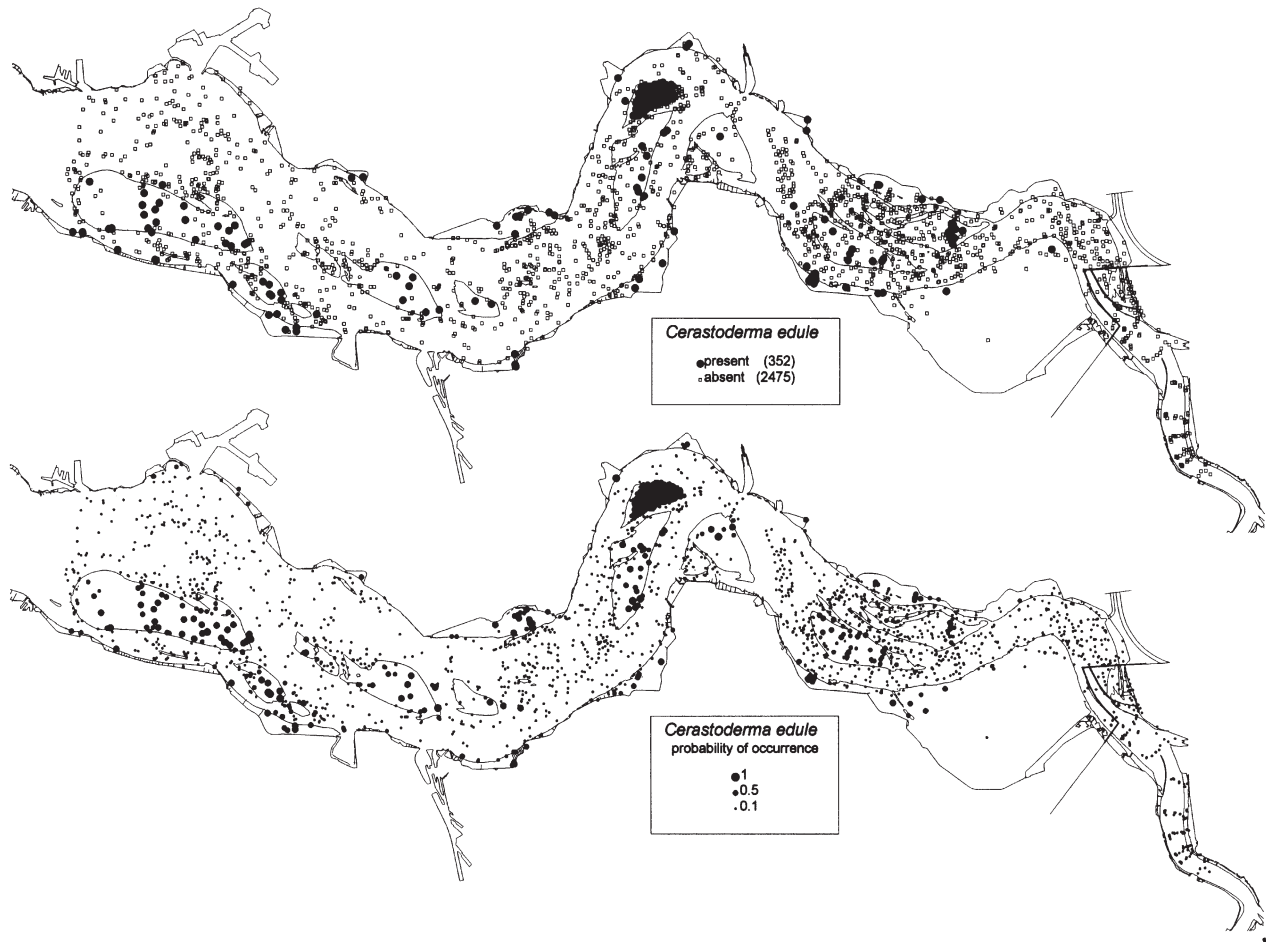 Cerastoderma edule
present (352)
absent (2475)
Cerastoderma edule
probability of occurrence
1
0.5
0.1